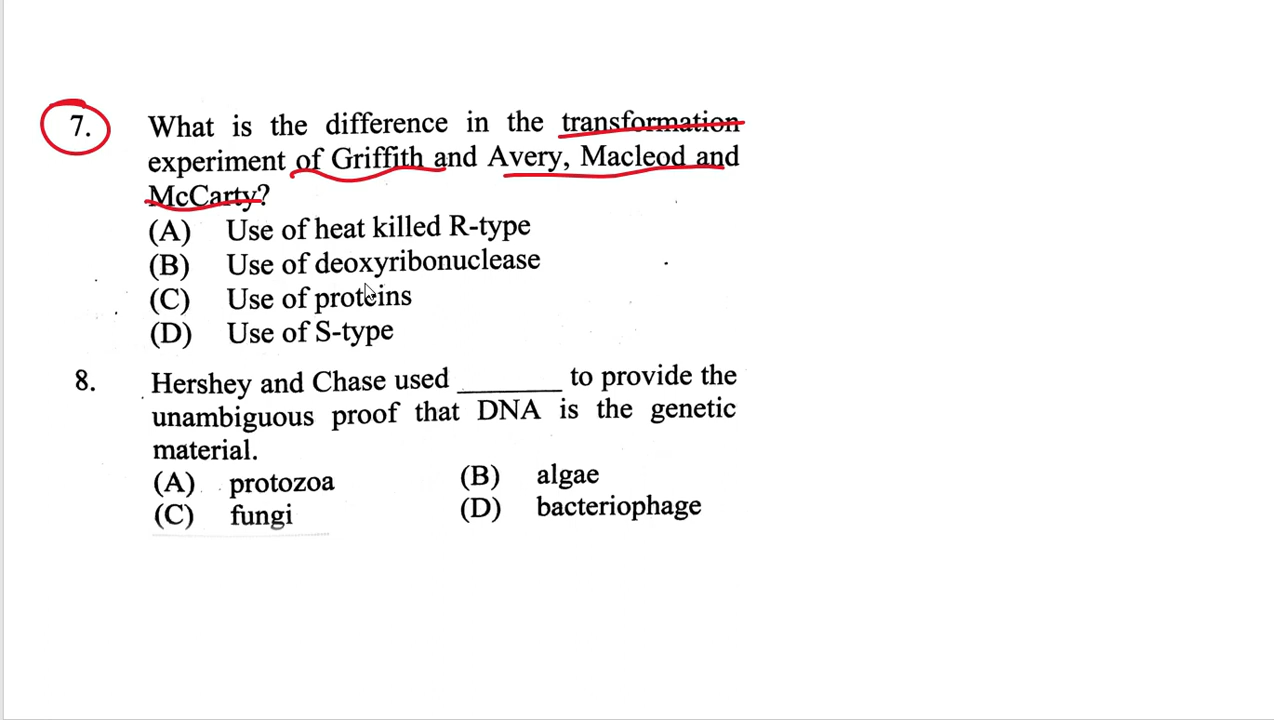 7. What is the difference in the transformation
experiment of Griffith and Avery, Macleod and
McCarty?
(A) Use of heat killed R-type
(B) Use of deoxyribonuclease
(C) Use of proteins
(D) Use of S-type
8. Hershey and Chase used _______ to provide the
unambiguous proof that DNA is the genetic
material.
(A) protozoa (B) algae
(C) fungi (D) bacteriophage